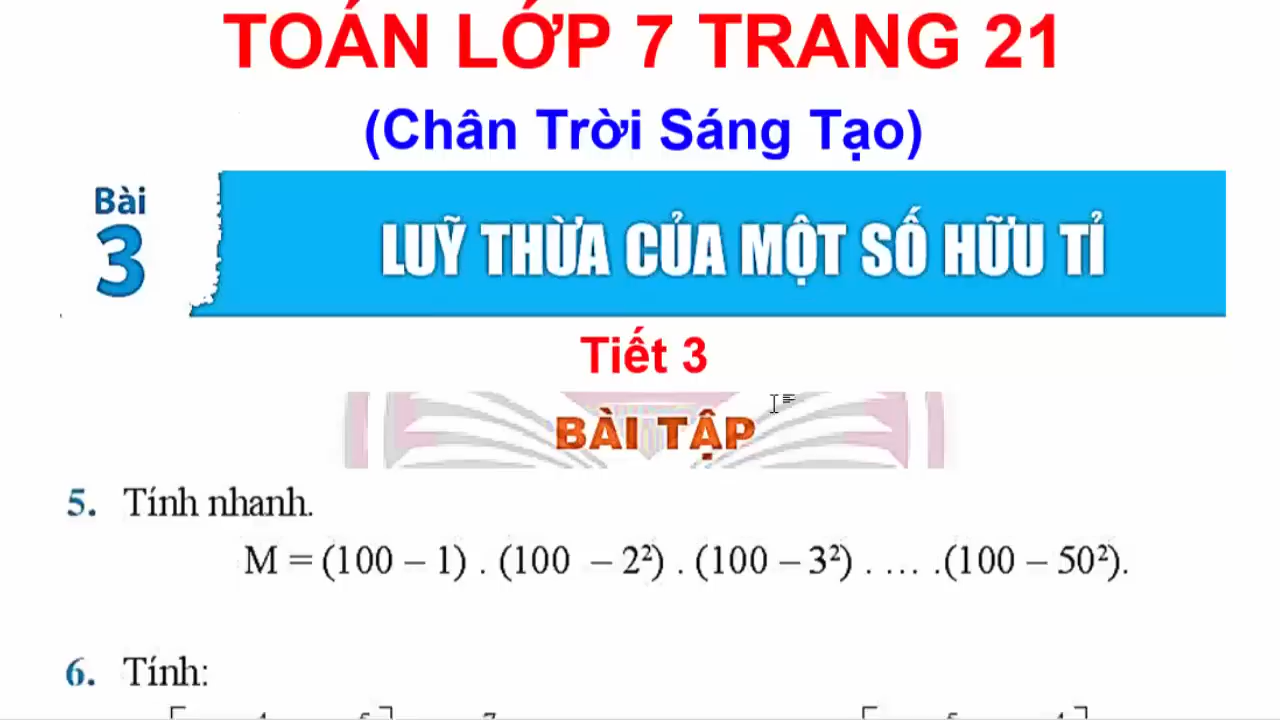 TOÁN LỚP 7 TRANG 21
(Chân Trời Sáng Tạo)
Bài
3
LUỸ THỪA CỦA MỘT SỐ HỮU TỈ
Tiết 3
BÀI TẬP
5. Tính nhanh.
M = (100 – 1) . (100 – 2²) . (100 – 3²) . … .(100 – 50²).
6. Tính: